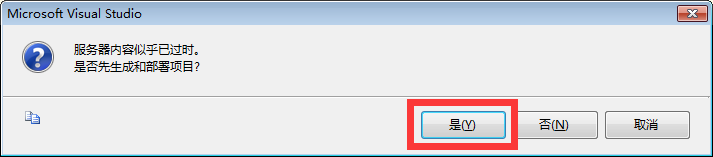 Microsoft Visual Studio
服务器内容似乎已过时。
是否先生成和部署项目?
是(Y)
否(N)
取消